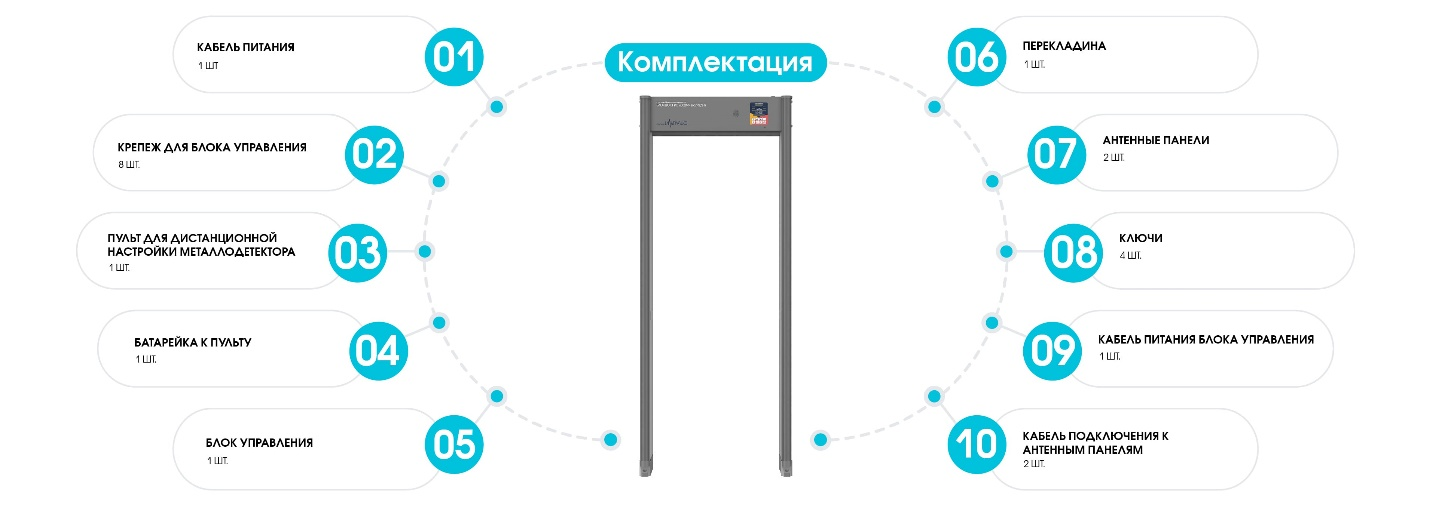 Комплектация
01
КАБЕЛЬ ПИТАНИЯ
1 ШТ
02
КРЕПЕЖ ДЛЯ БЛОКА УПРАВЛЕНИЯ
8 ШТ.
03
ПУЛЬТ ДЛЯ ДИСТАНЦИОННОЙ
НАСТРОЙКИ МЕТАЛЛОДЕТЕКТОРА
1 ШТ.
04
БАТАРЕЙКА К ПУЛЬТУ
1 ШТ.
05
БЛОК УПРАВЛЕНИЯ
1 ШТ.
06
ПЕРЕКЛАДИНА
1 ШТ.
07
АНТЕННЫЕ ПАНЕЛИ
2 ШТ.
08
КЛЮЧИ
4 ШТ.
09
КАБЕЛЬ ПИТАНИЯ БЛОКА УПРАВЛЕНИЯ
1 ШТ.
10
КАБЕЛЬ ПОДКЛЮЧЕНИЯ К
АНТЕННЫМ ПАНЕЛЯМ
2 ШТ.